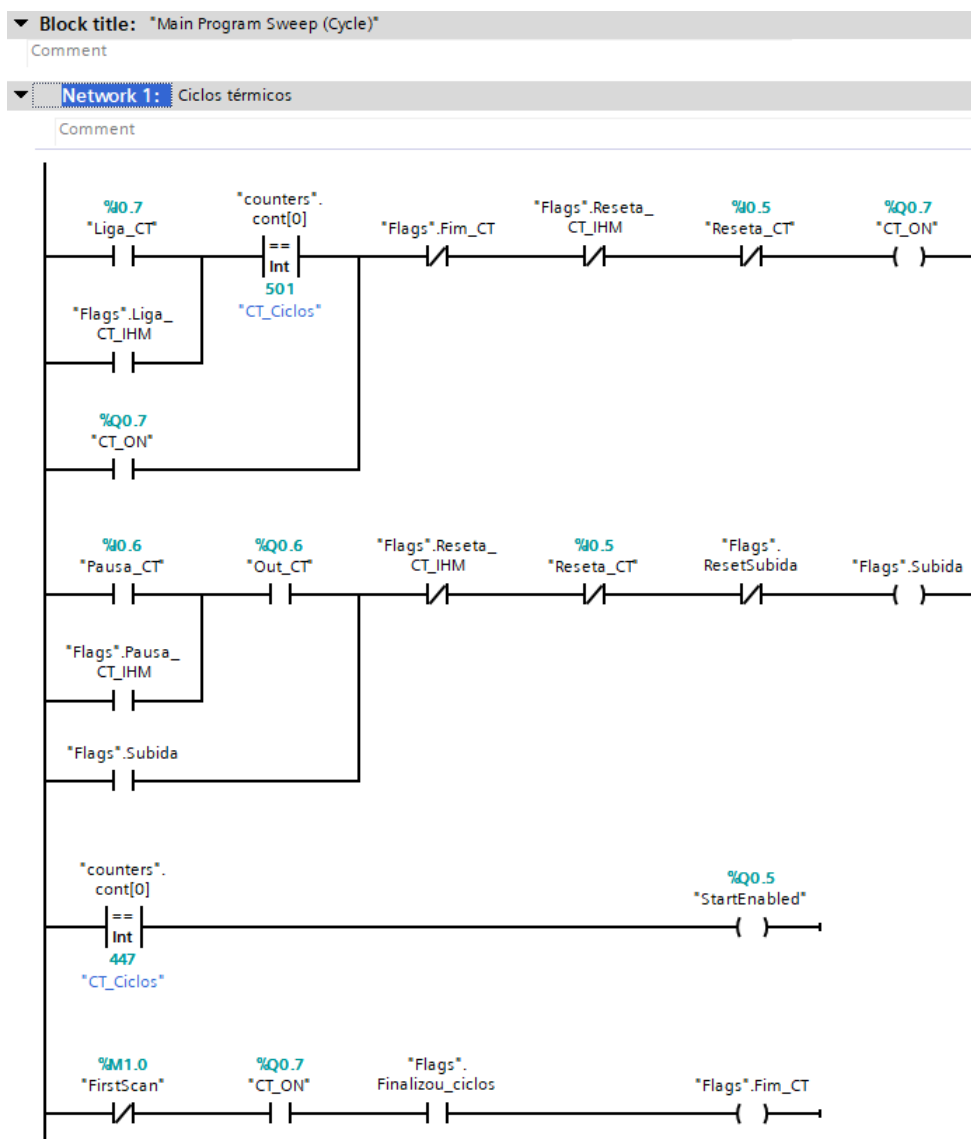 Block title: "Main Program Sweep (Cycle)"
Comment
Network 1: Ciclos térmicos
Comment
%I0.7
"Liga_CT"
"counters".
cont[0]
==
Int
501
"CT_Ciclos"
"Flags".Fim_CT
"Flags".Reseta_
CT_IHM
%I0.5
"Reseta_CT"
%Q0.7
"CT_ON"
"Flags".Liga_
CT_IHM
%Q0.7
"CT_ON"
%I0.6
"Pausa_CT"
%Q0.6
"Out_CT"
"Flags".Reseta_
CT_IHM
%I0.5
"Reseta_CT"
"Flags".
ResetSubida
"Flags".Subida
"Flags".Pausa_
CT_IHM
"Flags".Subida
"counters".
cont[0]
==
Int
447
"CT_Ciclos"
%Q0.5
"StartEnabled"
%M1.0
"FirstScan"
%Q0.7
"CT_ON"
"Flags".
Finalizou_ciclos
"Flags".Fim_CT